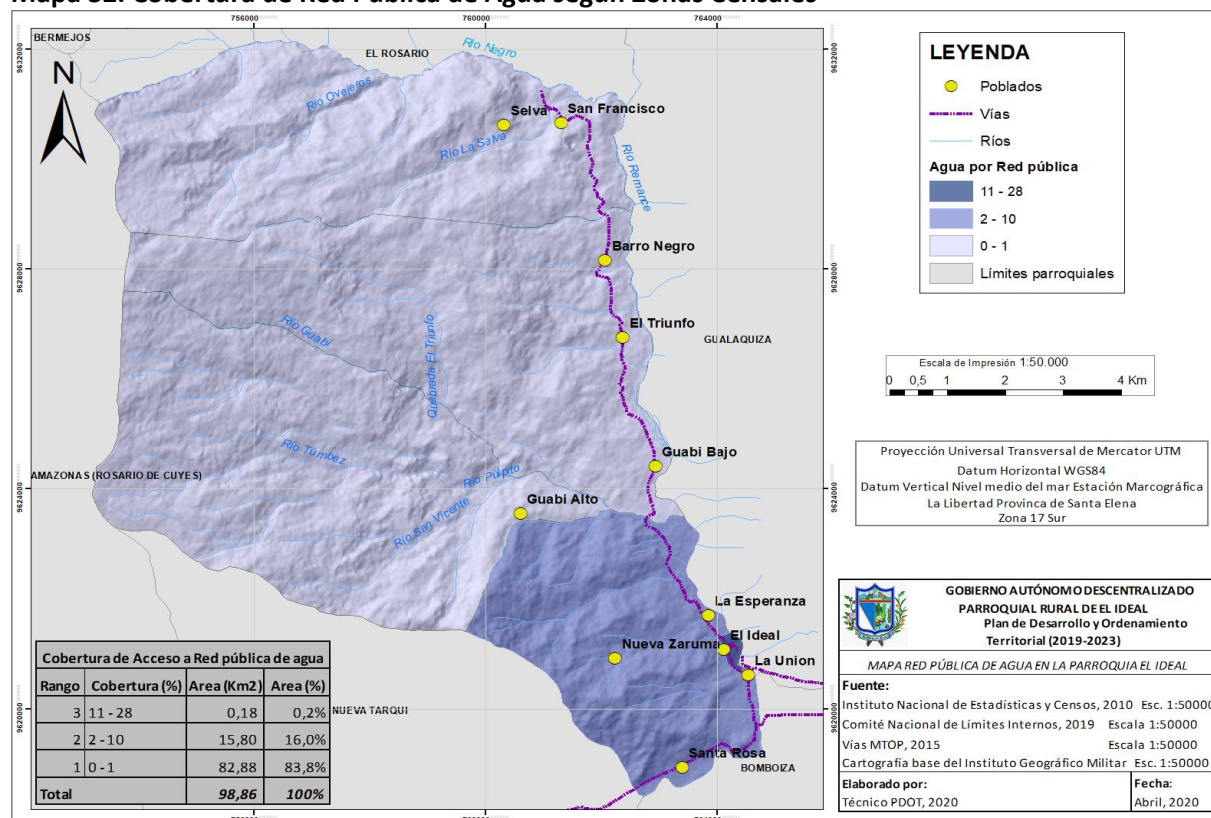 Mapa 32. Cobertura de Red Pública de Agua según Zonas Censales
756000
760000
764000
9632000
9632000
9628000
9628000
9624000
9624000
9620000
9620000
BERMEJOS
EL ROSARIO
Río Negro
N
Río Ovejeros
Selva
San Francisco
Río La Salva
Río Remance
Barro Negro
Río Guabí
Quebrada El Triunfo
El Triunfo
GUALAQUIZA
Guabi Bajo
Río Túmbez
AMAZONAS (ROSARIO DE CUYES)
Río Púlpito
Guabi Alto
Río San Vicente
La Esperanza
El Ideal
Nueva Zaruma
La Union
NUEVA TARQUI
Santa Rosa
BOMBOIZA
Cobertura de Acceso a Red pública de agua
Rango Cobertura (%) Area (Km2) Area (%)
3 11 - 28 0,18 0,2%
2 2 - 10 15,80 16,0%
1 0 - 1 82,88 83,8%
Total 98,86 100%
LEYENDA
Poblados
Vías
Ríos
Agua por Red pública
11 - 28
2 - 10
0 - 1
Límites parroquiales
Escala de Impresión 1:50.000
0 0,5 1 2 3 4 Km
Proyección Universal Transversal de Mercator UTM
Datum Horizontal WGS84
Datum Vertical Nivel medio del mar Estación Marcográfica
La Libertad Provinca de Santa Elena
Zona 17 Sur
GOBIERNO AUTÓNOMO DESCENTRALIZADO
PARROQUIAL RURAL DE EL IDEAL
Plan de Desarrollo y Ordenamiento
Territorial (2019-2023)
MAPA RED PÚBLICA DE AGUA EN LA PARROQUIA EL IDEAL
Fuente:
Instituto Nacional de Estadísticas y Censos, 2010 Esc. 1:50000
Comité Nacional de Límites Internos, 2019 Escala 1:50000
Vías MTOP, 2015 Escala 1:50000
Cartografía base del Instituto Geográfico Militar Esc. 1:50000
Elaborado por:
Técnico PDOT, 2020
Fecha:
Abril, 2020